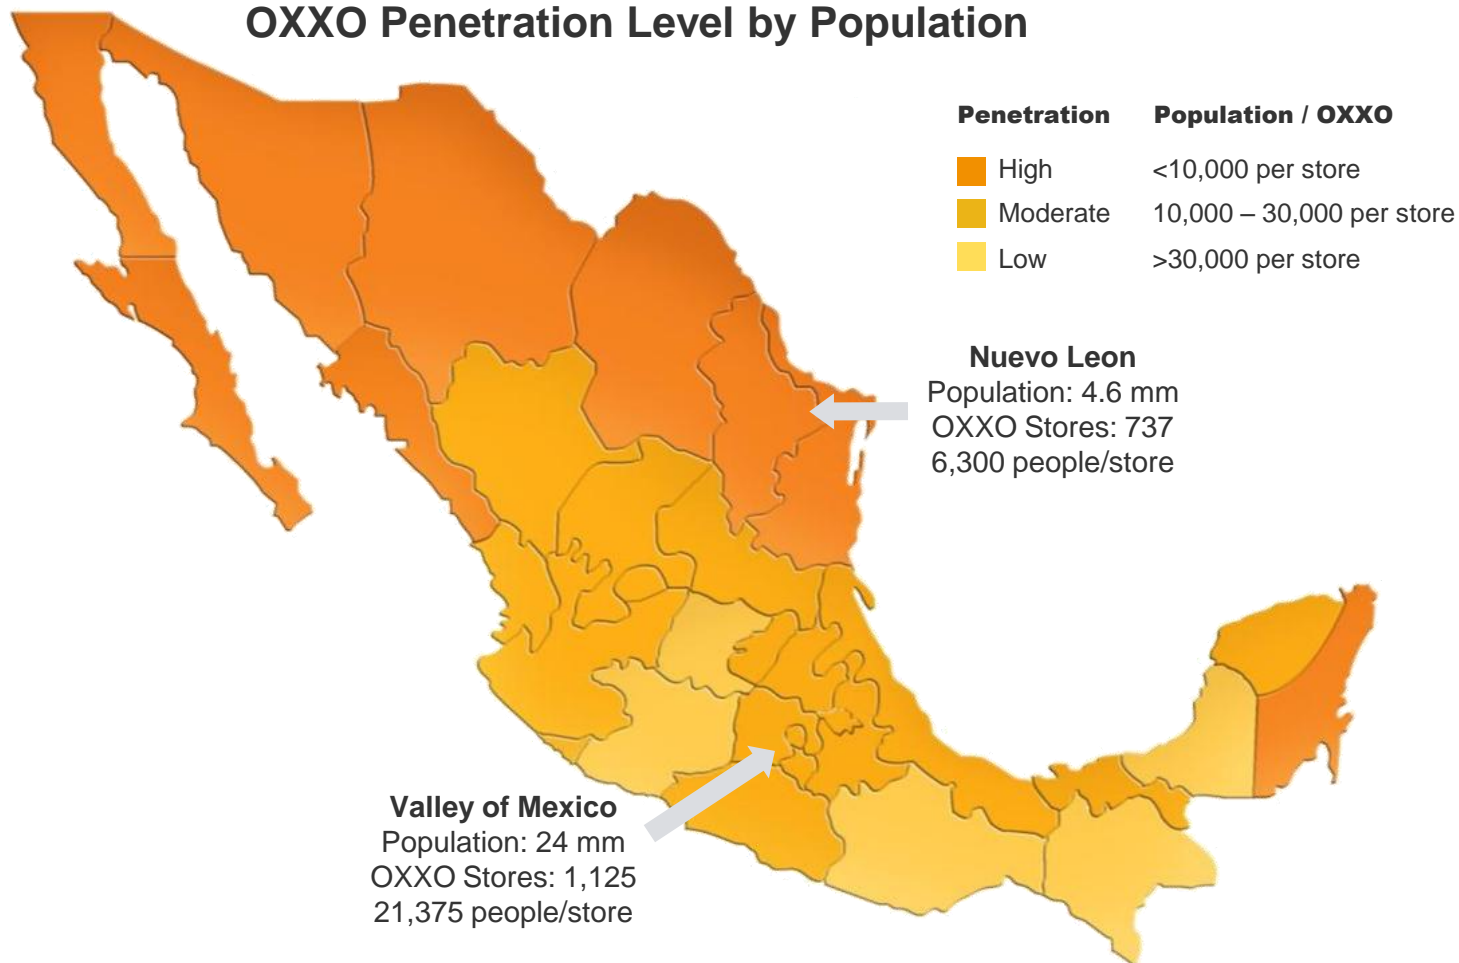 OXXO Penetration Level by Population
Penetration Population / OXXO
High <10,000 per store
Moderate 10,000 – 30,000 per store
Low >30,000 per store
Nuevo Leon
Population: 4.6 mm
OXXO Stores: 737
6,300 people/store
Valley of Mexico
Population: 24 mm
OXXO Stores: 1,125
21,375 people/store